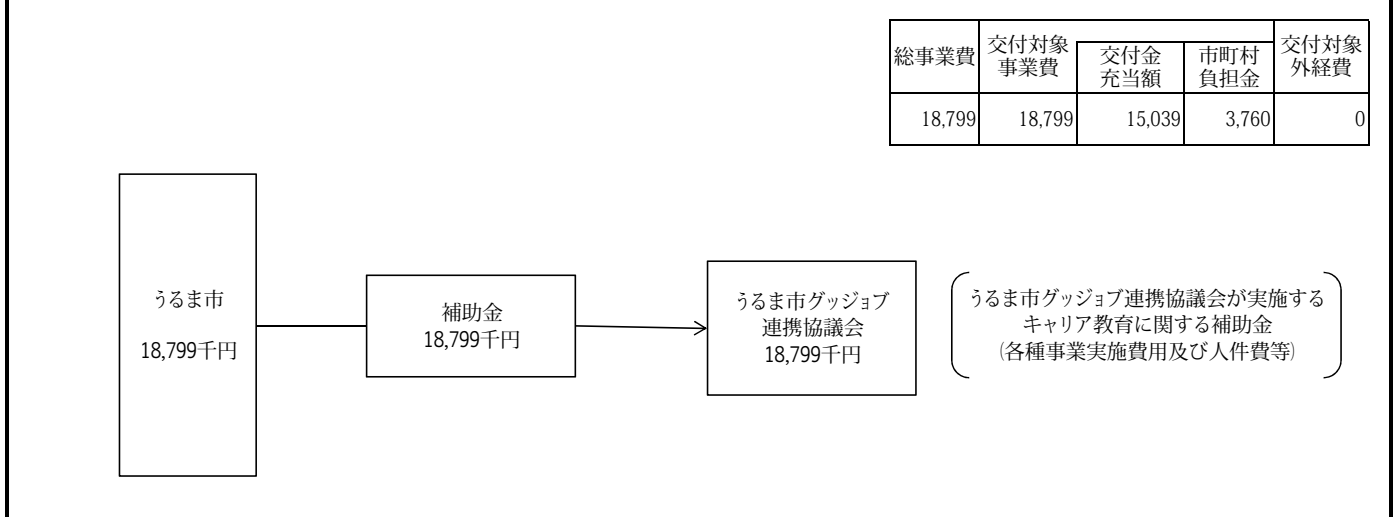 総事業費
交付対象
事業費
交付金
充当額
市町村
負担金
交付対象
外経費
18,799
18,799
15,039
3,760
0
うるま市
18,799千円
補助金
18,799千円
うるま市グッジョブ
連携協議会
18,799千円
うるま市グッジョブ連携協議会が実施する
キャリア教育に関する補助金
(各種事業実施費用及び人件費等)